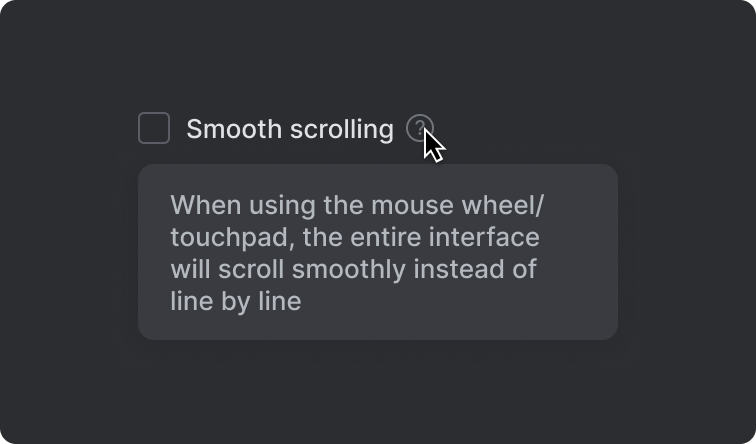 Smooth scrolling ?
When using the mouse wheel/
touchpad, the entire interface
will scroll smoothly instead of
line by line